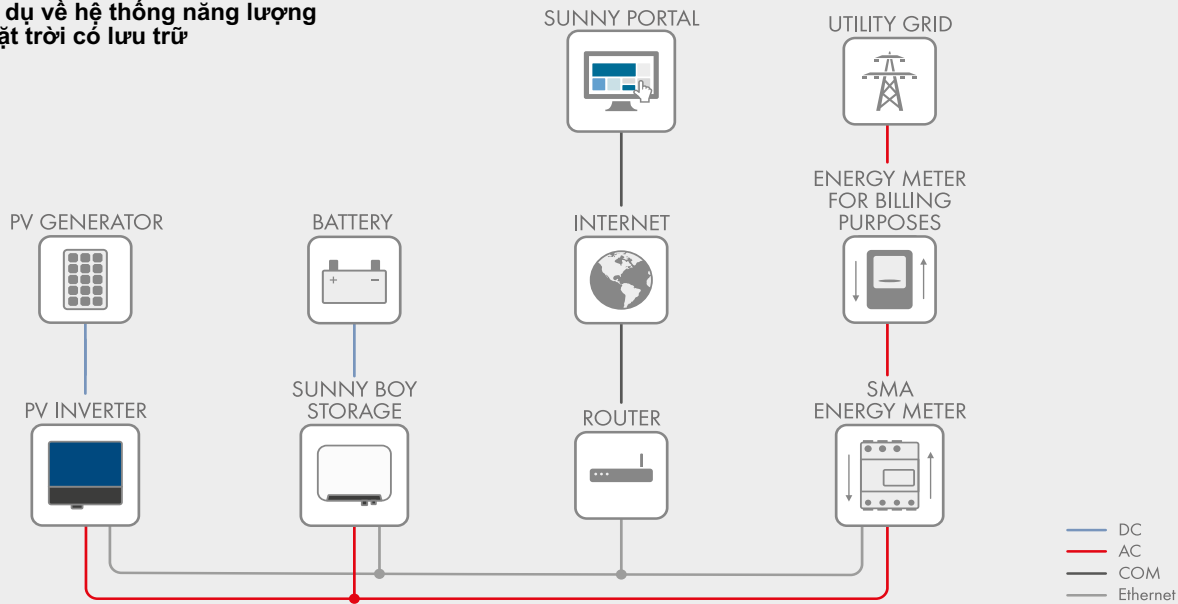 dụ về hệ thống năng lượng
ặt trời có lưu trữ
SUNNY PORTAL
UTILITY GRID
ENERGY METER
FOR BILLING
PURPOSES
PV GENERATOR
BATTERY
INTERNET
+ −
PV INVERTER
SUNNY BOY
STORAGE
ROUTER
SMA
ENERGY METER
DC
AC
COM
Ethernet